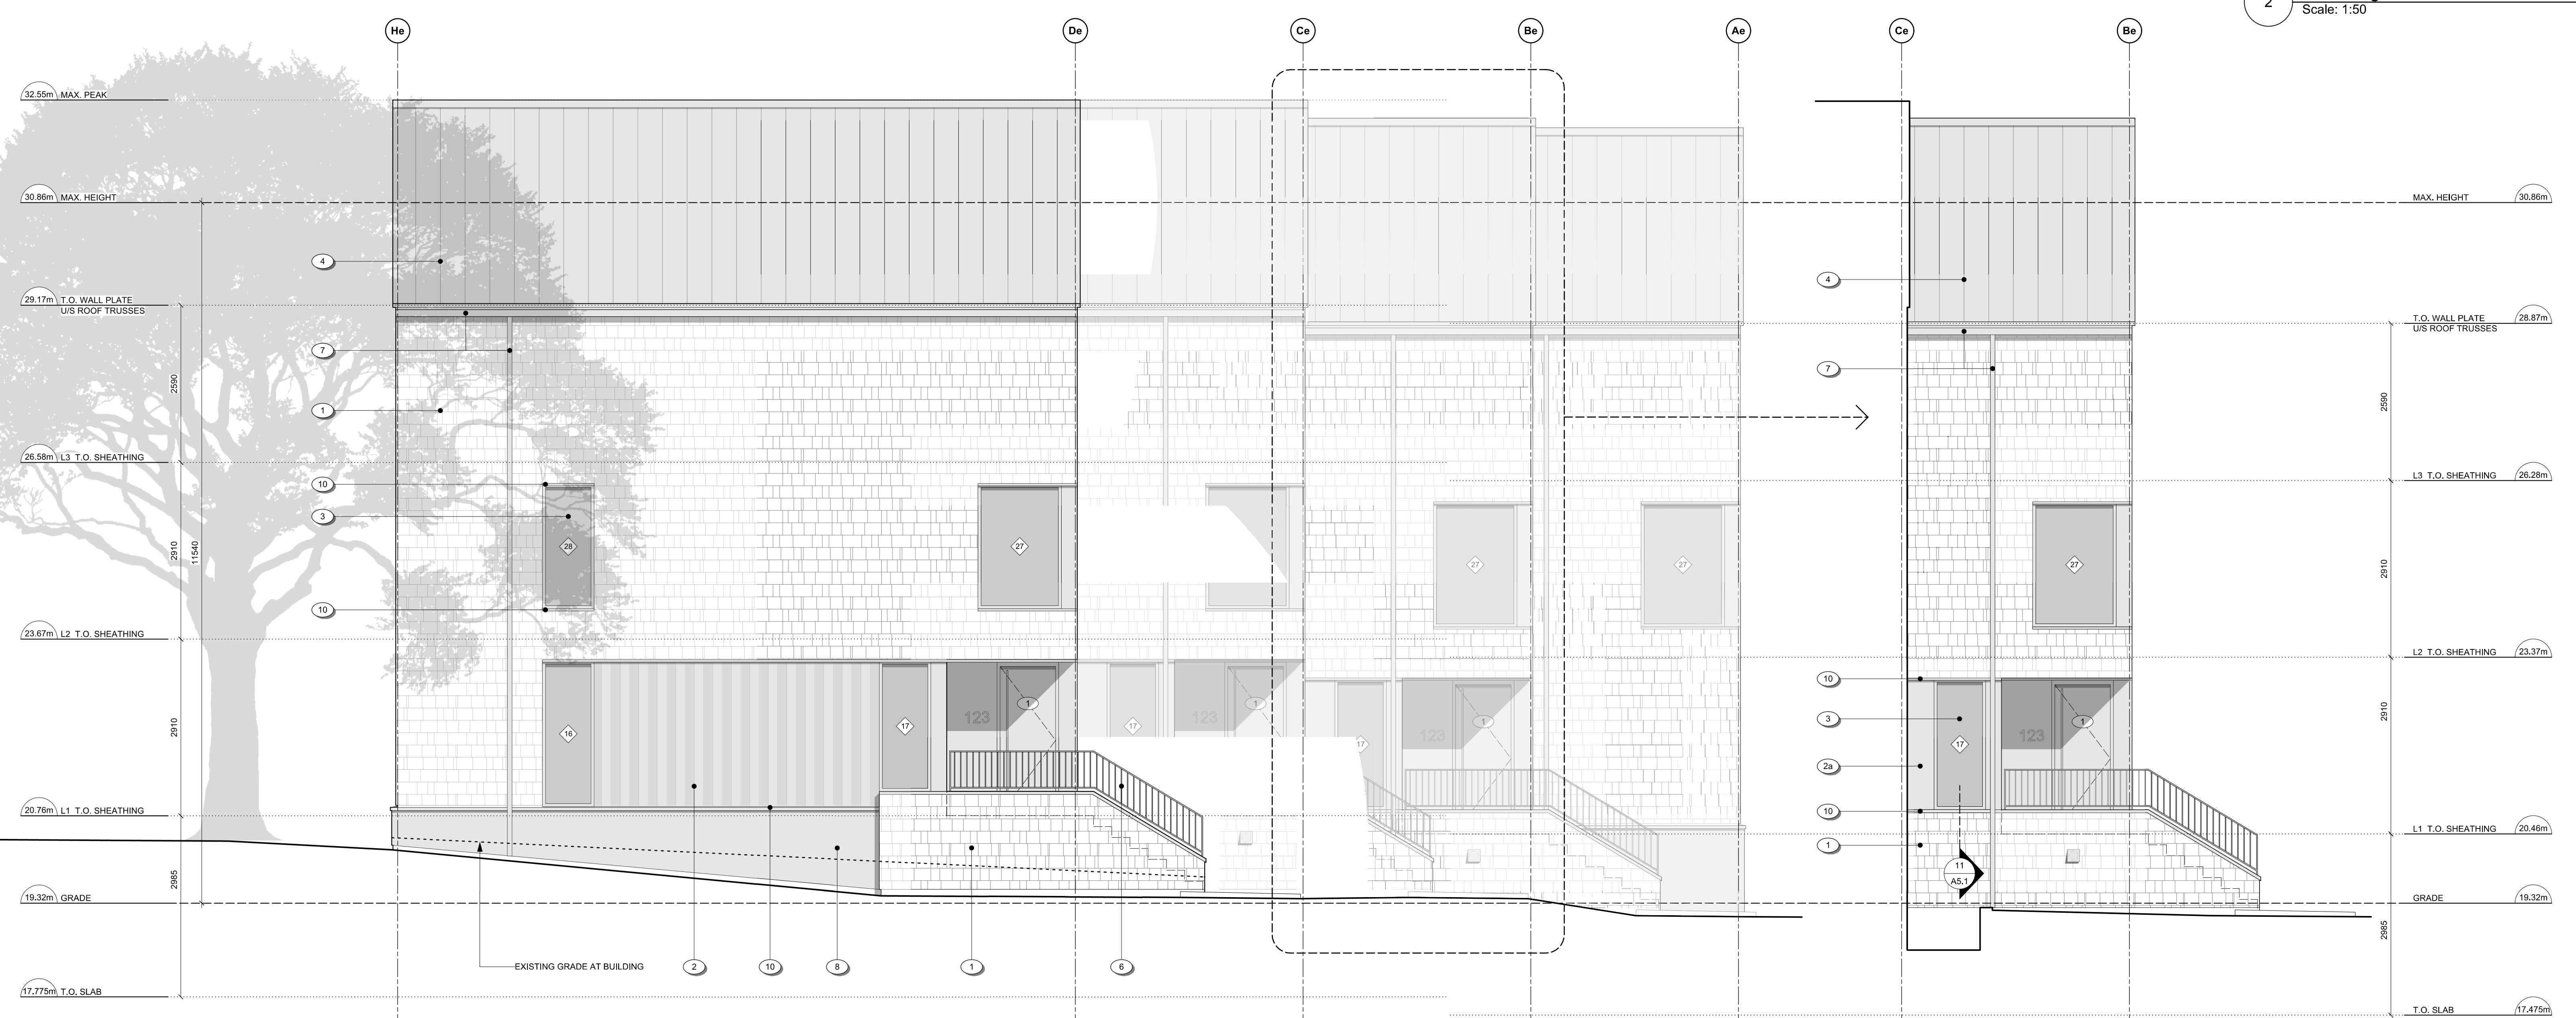 2
Scale: 1:50
He
De
Ce
Be
Ae
Ce
Be
32.55m MAX. PEAK
30.86m MAX. HEIGHT
MAX. HEIGHT 30.86m
4
4
29.17m T.O. WALL PLATE
U/S ROOF TRUSSES
T.O. WALL PLATE 28.87m
U/S ROOF TRUSSES
7
7
2590
2590
1
26.58m L3 T.O. SHEATHING
L3 T.O. SHEATHING 26.28m
10
3
28
27
27
27
27
2910
11540
2910
10
23.67m L2 T.O. SHEATHING
L2 T.O. SHEATHING 23.37m
10
1
1
1
1
123
123
123
123
16
17
17
17
17
3
2910
2910
2a
20.76m L1 T.O. SHEATHING
10
L1 T.O. SHEATHING 20.46m
1
11
A5.1
2985
2985
19.32m GRADE
GRADE 19.32m
EXISTING GRADE AT BUILDING
2
10
8
1
6
17.775m T.O. SLAB
T.O. SLAB 17.475m